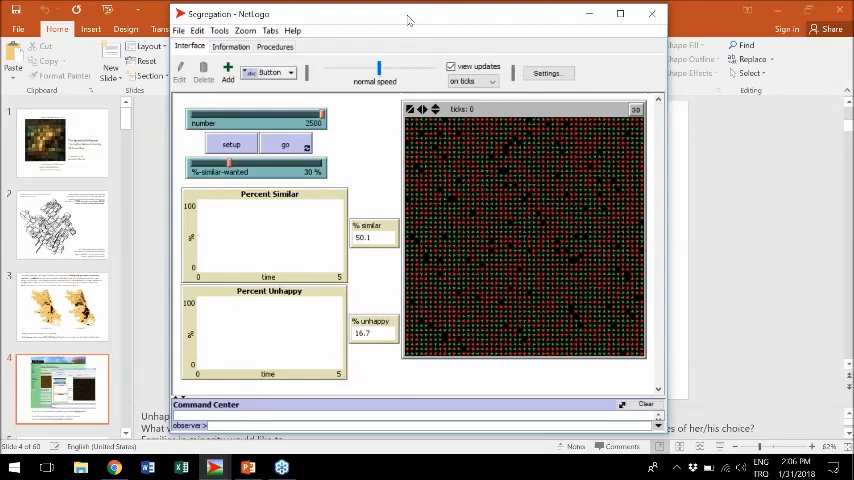 Segregation - NetLogo
File Edit Tools Zoom Tabs Help
Interface Information Procedures
Edit Delete Add Button normal speed view updates on ticks Settings...
number 2500
setup go
%-similar-wanted 30 %
Percent Similar
100
%
0
0 time 5
% similar
50.1
Percent Unhappy
100
%
0
0 time 5
% unhappy
16.7
ticks: 0 3D
Command Center Clear
observer>
File Home Insert Design
Sign in Share
Paste Cut Copy Format Painter
Clipboard
New Slide
Layout
Reset
Section
Shape Fill
Shape Outline
Shape Effects
Find
Replace
Select
Editing
1
2
3
4
Unha
What
es of her/his choice?
Slide 4 of 60 English (United States) Notes Comments 62%
ENG
TRQ
2:06 PM
1/31/2018